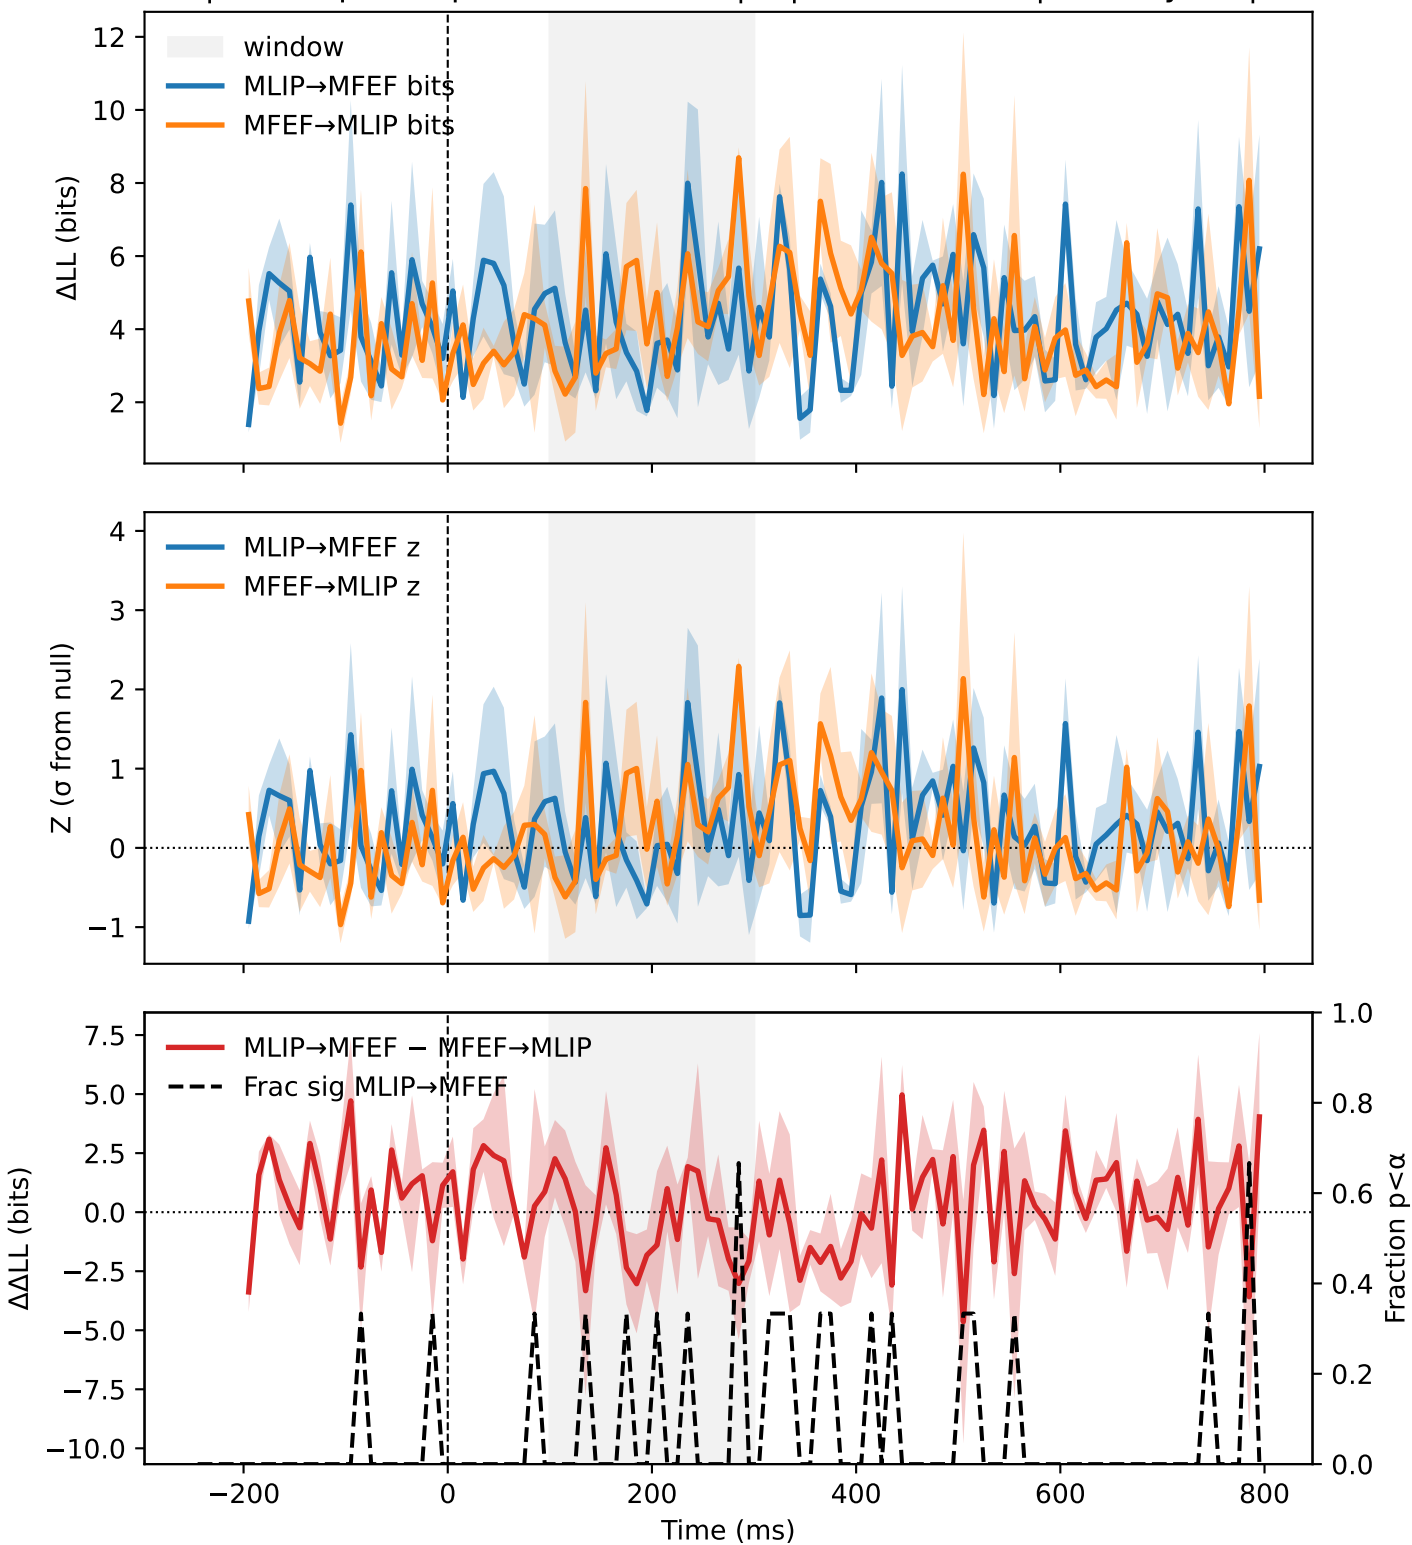 12
10
8
6
4
2
ΔLL (bits)
window
MLIP→MFEF bits
MFEF→MLIP bits
4
3
2
1
0
−1
Z (σ from null)
MLIP→MFEF z
MFEF→MLIP z
7.5
5.0
2.5
0.0
−2.5
−5.0
−7.5
−10.0
ΔΔLL (bits)
MLIP→MFEF − MFEF→MLIP
Frac sig MLIP→MFEF
1.0
0.8
0.6
0.4
0.2
0.0
Fraction p<α
−200 0 200 400 600 800
Time (ms)